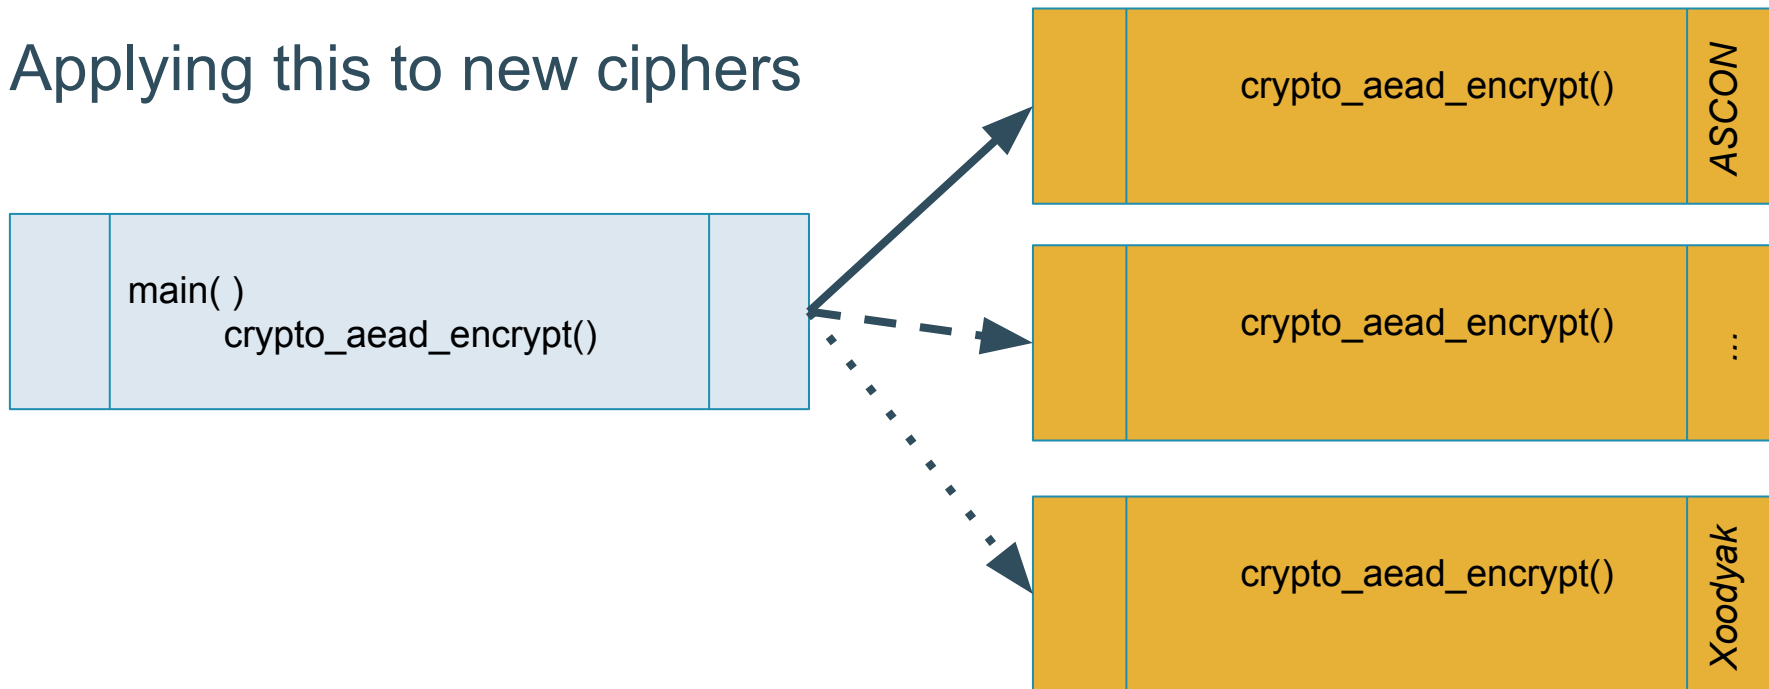 Applying this to new ciphers
main( )
crypto_aead_encrypt()
crypto_aead_encrypt()
ASCON
crypto_aead_encrypt()
...
crypto_aead_encrypt()
Xoodyak